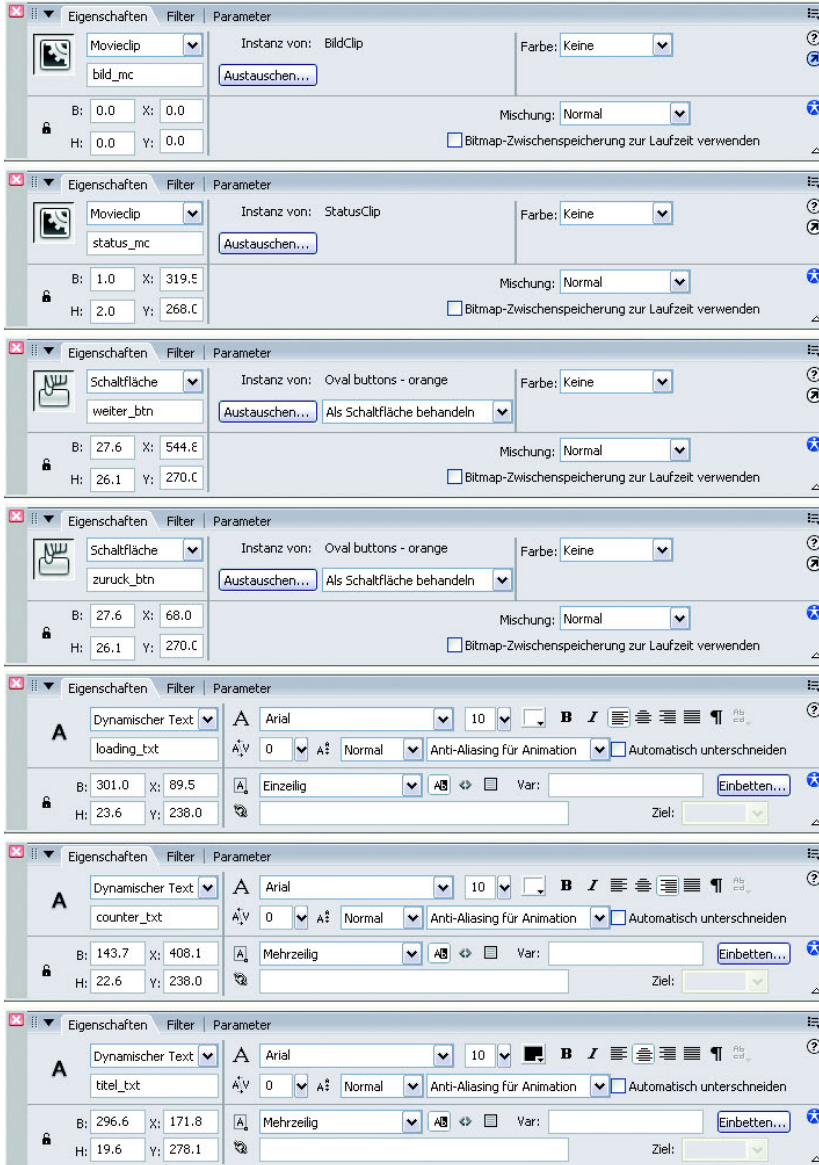 Eigenschaften Filter Parameter
Movieclip Instanz von: BildClip Farbe: Keine
bild_mc Austauschen...
B: 0.0 X: 0.0 Mischung: Normal
H: 0.0 Y: 0.0 Bitmap-Zwischenspeicherung zur Laufzeit verwenden
Eigenschaften Filter Parameter
Movieclip Instanz von: StatusClip Farbe: Keine
status_mc Austauschen...
B: 1.0 X: 319.5 Mischung: Normal
H: 2.0 Y: 268.0 Bitmap-Zwischenspeicherung zur Laufzeit verwenden
Eigenschaften Filter Parameter
Schaltfläche Instanz von: Oval buttons - orange Farbe: Keine
weiter_btn Austauschen... Als Schaltfläche behandeln
B: 27.6 X: 544.8 Mischung: Normal
H: 26.1 Y: 270.0 Bitmap-Zwischenspeicherung zur Laufzeit verwenden
Eigenschaften Filter Parameter
Schaltfläche Instanz von: Oval buttons - orange Farbe: Keine
zuruck_btn Austauschen... Als Schaltfläche behandeln
B: 27.6 X: 68.0 Mischung: Normal
H: 26.1 Y: 270.0 Bitmap-Zwischenspeicherung zur Laufzeit verwenden
Eigenschaften Filter Parameter
A Dynamischer Text A Arial 10 B I
loading_txt A/V 0 Normal Anti-Aliasing für Animation Automatisch unterschneiden
B: 301.0 X: 89.5 Einzeilig AB <> Var: Einbetten...
H: 23.6 Y: 238.0 Ziel:
Eigenschaften Filter Parameter
A Dynamischer Text A Arial 10 B I
counter_txt A/V 0 Normal Anti-Aliasing für Animation Automatisch unterschneiden
B: 143.7 X: 408.1 Mehrzeilig AB <> Var: Einbetten...
H: 22.6 Y: 238.0 Ziel:
Eigenschaften Filter Parameter
A Dynamischer Text A Arial 10 B I
titel_txt A/V 0 Normal Anti-Aliasing für Animation Automatisch unterschneiden
B: 296.6 X: 171.8 Mehrzeilig AB <> Var: Einbetten...
H: 19.6 Y: 278.1 Ziel: